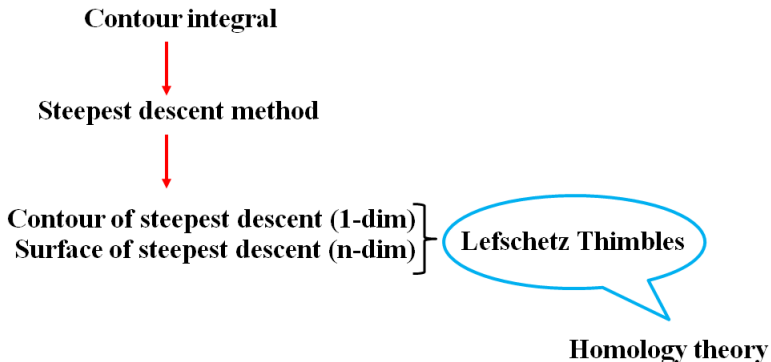 Contour integral
Steepest descent method
Contour of steepest descent (1-dim)
Surface of steepest descent (n-dim)
Lefschetz Thimbles
Homology theory